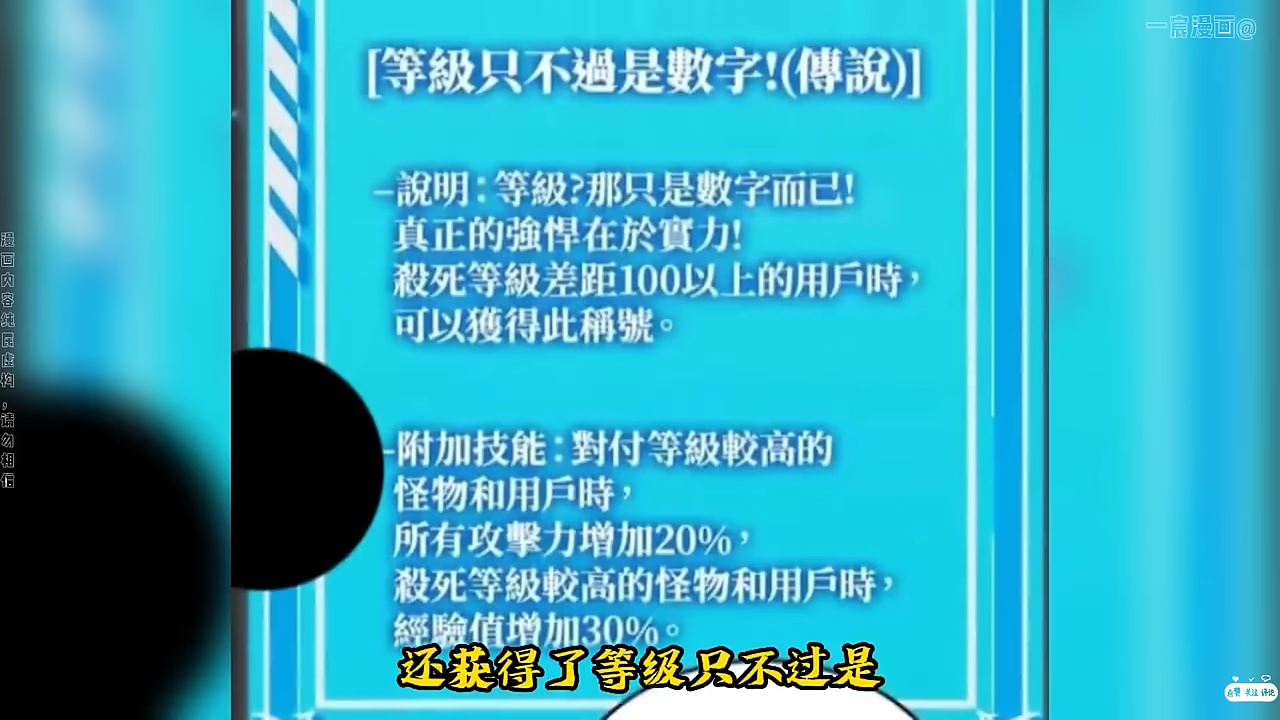 一宸漫画@
[等級只不過是數字!(傳說)]
–說明:等級?那只是數字而已!
真正的強悍在於實力!
殺死等級差距100以上的用戶時,
可以獲得此稱號。
–附加技能:對付等級較高的
怪物和用戶時,
所有攻擊力增加20%,
殺死等級較高的怪物和用戶時,
經驗值增加30%。
还获得了等级只不过是
漫画内容纯属虚构,请勿相信
点赞 关注 评论